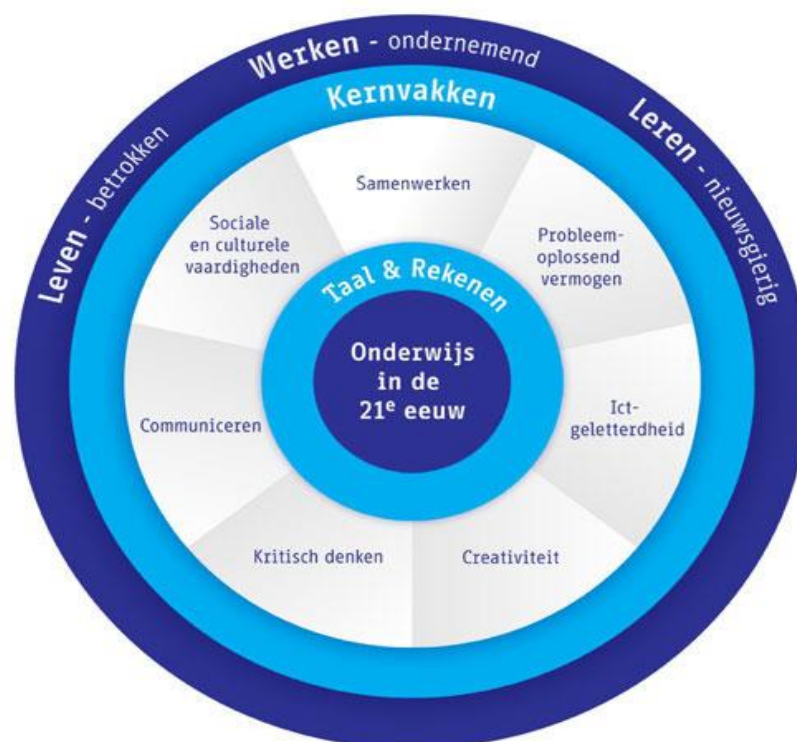 Werken - ondernemend
Kernvakken
Leren - nieuwsgierig
Leven - betrokken
Samenwerken
Sociale
en culturele
vaardigheden
Probleem-
oplossend
vermogen
Taal & Rekenen
Onderwijs
in de
21e eeuw
Communiceren
Ict-
geletterdheid
Kritisch denken
Creativiteit